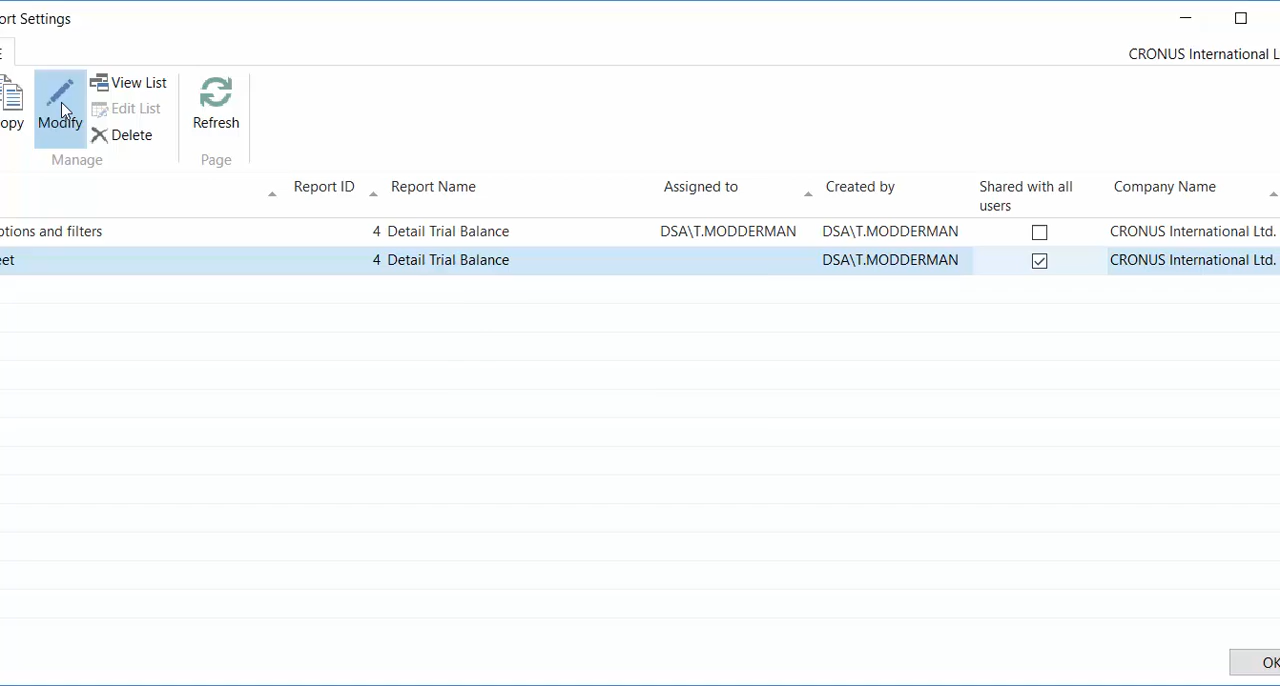 ort Settings
CRONUS International L
opy
Modify
View List
Edit List
Delete
Refresh
Manage
Page
Report ID
Report Name
Assigned to
Created by
Shared with all
users
Company Name
otions and filters
4 Detail Trial Balance
DSA\T.MODDERMAN
DSA\T.MODDERMAN
CRONUS International Ltd.
eet
4 Detail Trial Balance
DSA\T.MODDERMAN
CRONUS International Ltd.
OK